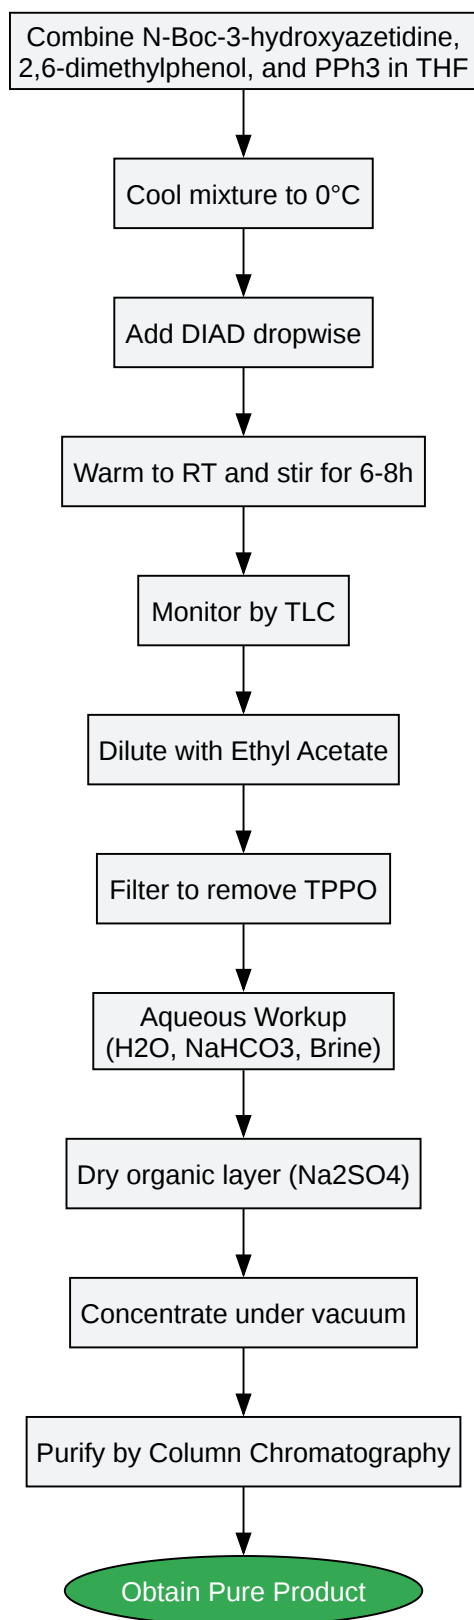 Combine N-Boc-3-hydroxyazetidine,
2,6-dimethylphenol, and PPh3 in THF
Cool mixture to 0°C
Add DIAD dropwise
Warm to RT and stir for 6-8h
Monitor by TLC
Dilute with Ethyl Acetate
Filter to remove TPPO
Aqueous Workup
(H2O, NaHCO3, Brine)
Dry organic layer (Na2SO4)
Concentrate under vacuum
Purify by Column Chromatography
Obtain Pure Product